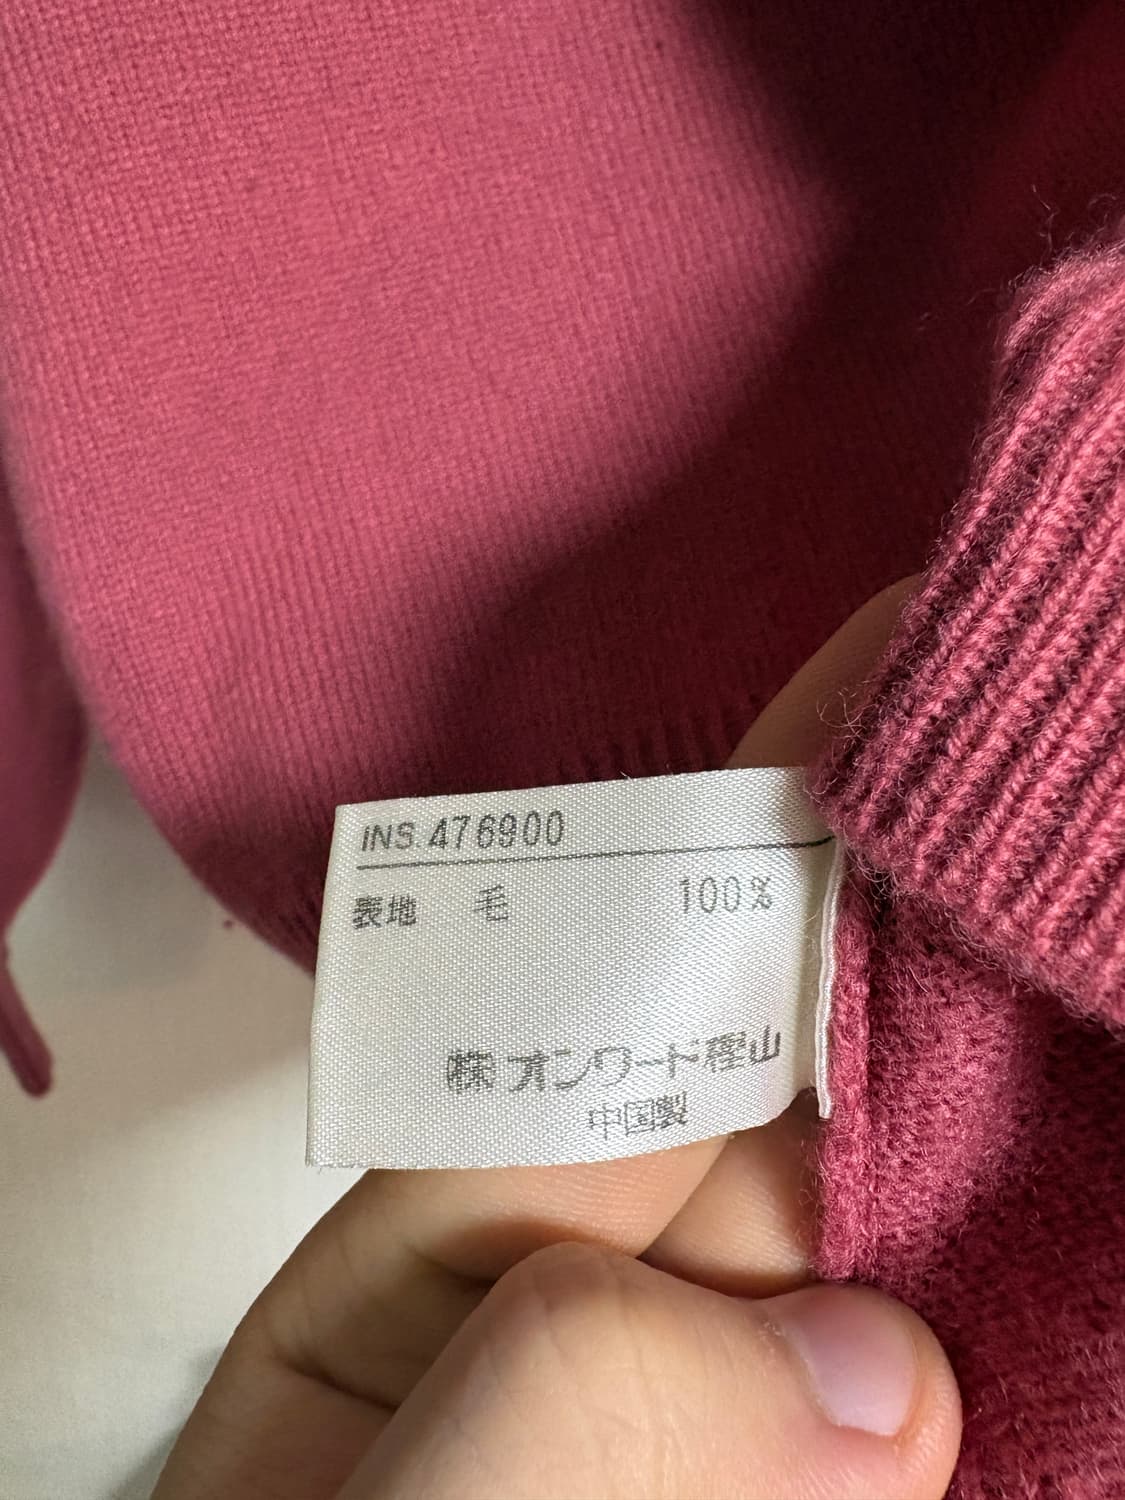 INS 476900
表地 毛 100%
㈱オンワード樫山
中国製